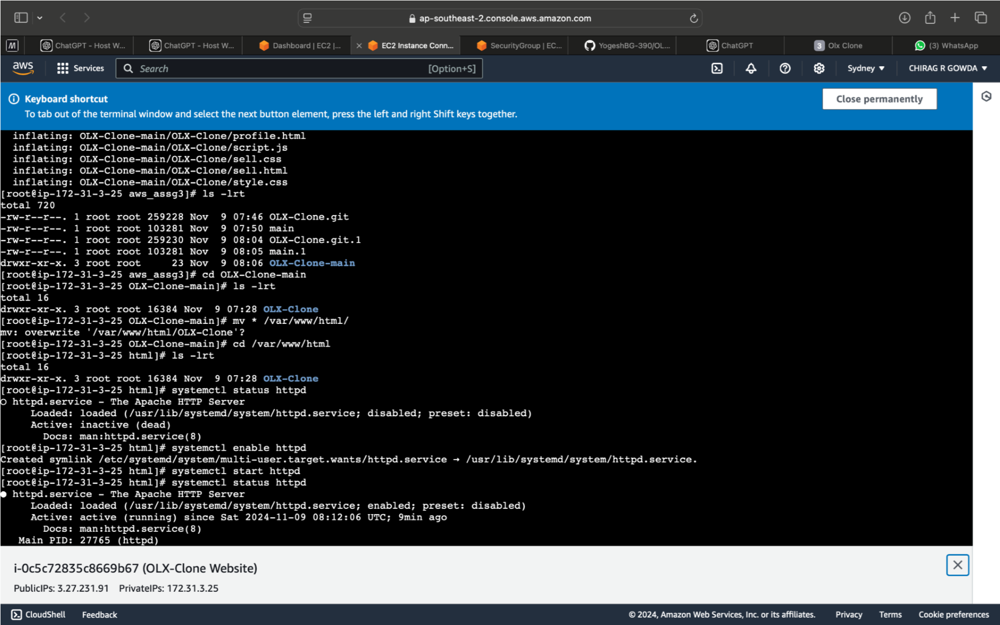 ap-southeast-2.console.aws.amazon.com
M ChatGPT - Host W... ChatGPT - Host W... Dashboard | EC2 |... EC2 Instance Conn... SecurityGroup | EC... YogeshBG-390/OL... ChatGPT 3 Olx Clone (3) WhatsApp
aws Services Search [Option+S] Sydney ▼ CHIRAG R GOWDA ▼
Keyboard shortcut
To tab out of the terminal window and select the next button element, press the left and right Shift keys together.
Close permanently
  inflating: OLX-Clone-main/OLX-Clone/profile.html
  inflating: OLX-Clone-main/OLX-Clone/script.js
  inflating: OLX-Clone-main/OLX-Clone/sell.css
  inflating: OLX-Clone-main/OLX-Clone/sell.html
  inflating: OLX-Clone-main/OLX-Clone/style.css
[root@ip-172-31-3-25 aws_assg3]# ls -lrt
total 720
-rw-r--r--. 1 root root 259228 Nov  9 07:46 OLX-Clone.git
-rw-r--r--. 1 root root 103281 Nov  9 07:50 main
-rw-r--r--. 1 root root 259230 Nov  9 08:04 OLX-Clone.git.1
-rw-r--r--. 1 root root 103281 Nov  9 08:05 main.1
drwxr-xr-x. 3 root root     23 Nov  9 08:06 OLX-Clone-main
[root@ip-172-31-3-25 aws_assg3]# cd OLX-Clone-main
[root@ip-172-31-3-25 OLX-Clone-main]# ls -lrt
total 16
drwxr-xr-x. 3 root root 16384 Nov  9 07:28 OLX-Clone
[root@ip-172-31-3-25 OLX-Clone-main]# mv * /var/www/html/
mv: overwrite '/var/www/html/OLX-Clone'?
[root@ip-172-31-3-25 OLX-Clone-main]# cd /var/www/html
[root@ip-172-31-3-25 html]# ls -lrt
total 16
drwxr-xr-x. 3 root root 16384 Nov  9 07:28 OLX-Clone
[root@ip-172-31-3-25 html]# systemctl status httpd
○ httpd.service - The Apache HTTP Server
     Loaded: loaded (/usr/lib/systemd/system/httpd.service; disabled; preset: disabled)
     Active: inactive (dead)
       Docs: man:httpd.service(8)
[root@ip-172-31-3-25 html]# systemctl enable httpd
Created symlink /etc/systemd/system/multi-user.target.wants/httpd.service → /usr/lib/systemd/system/httpd.service.
[root@ip-172-31-3-25 html]# systemctl start httpd
[root@ip-172-31-3-25 html]# systemctl status httpd
● httpd.service - The Apache HTTP Server
     Loaded: loaded (/usr/lib/systemd/system/httpd.service; enabled; preset: disabled)
     Active: active (running) since Sat 2024-11-09 08:12:06 UTC; 9min ago
       Docs: man:httpd.service(8)
   Main PID: 27765 (httpd)
i-0c5c72835c8669b67 (OLX-Clone Website)
PublicIPs: 3.27.231.91 PrivateIPs: 172.31.3.25
CloudShell Feedback © 2024, Amazon Web Services, Inc. or its affiliates. Privacy Terms Cookie preferences